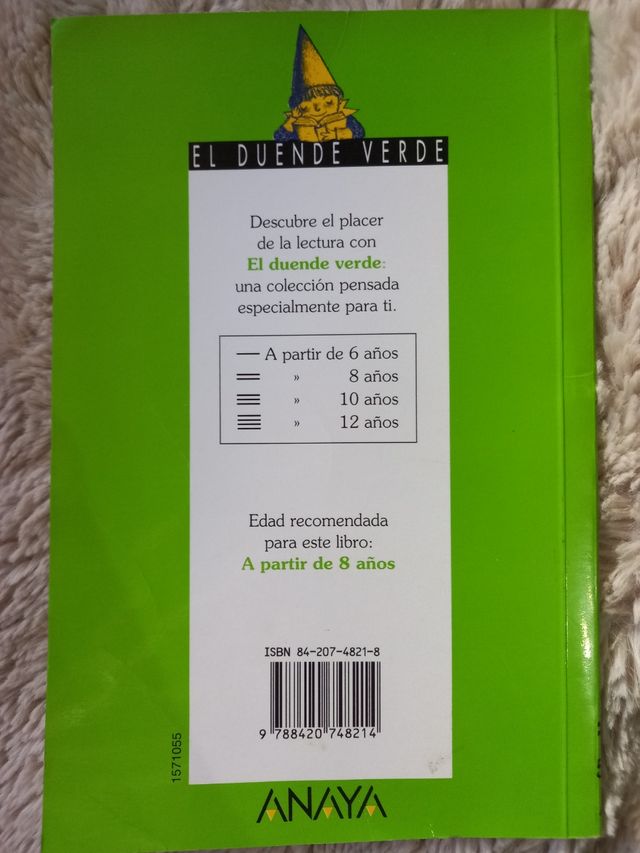 EL DUENDE VERDE
Descubre el placer
de la lectura con
El duende verde:
una colección pensada
especialmente para ti.
A partir de 6 años
» 8 años
» 10 años
» 12 años
Edad recomendada
para este libro:
A partir de 8 años
ISBN 84-207-4821-8
9 788420 748214
1571055
ANAYA